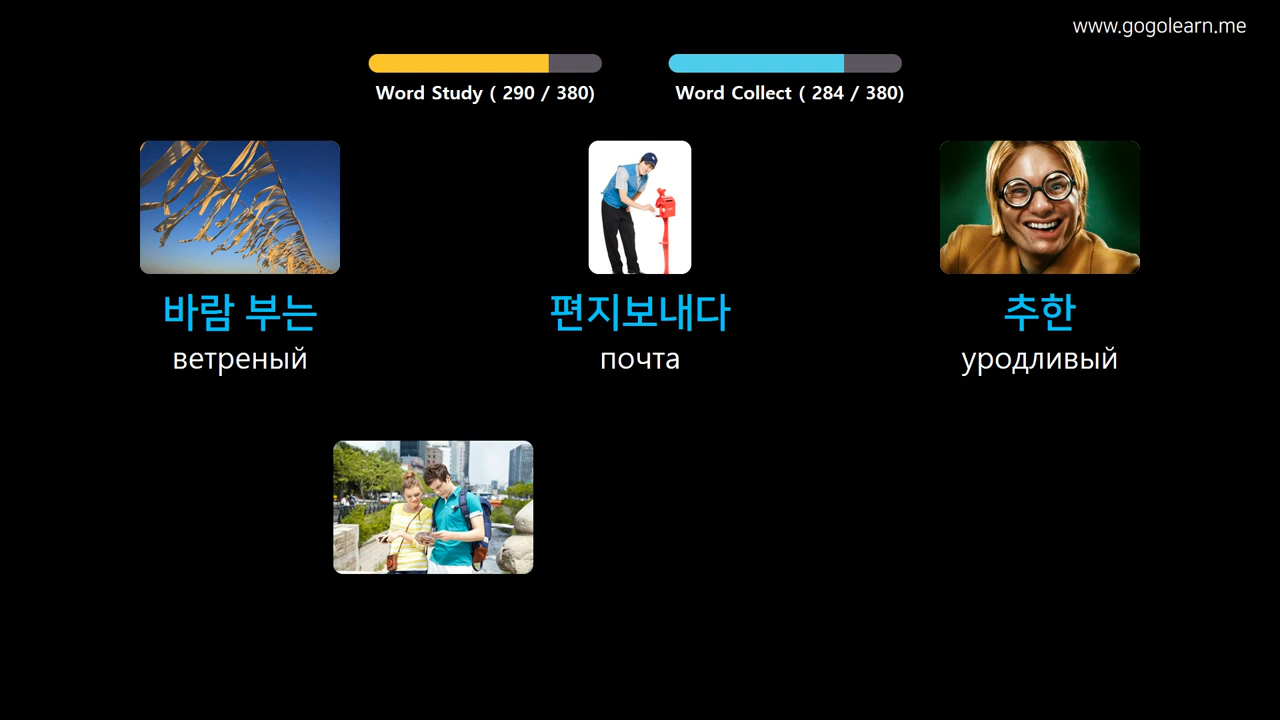 www.gogolearn.me
Word Study ( 290 / 380)
Word Collect ( 284 / 380)
바람 부는
ветреный
편지보내다
почта
추한
уродливый